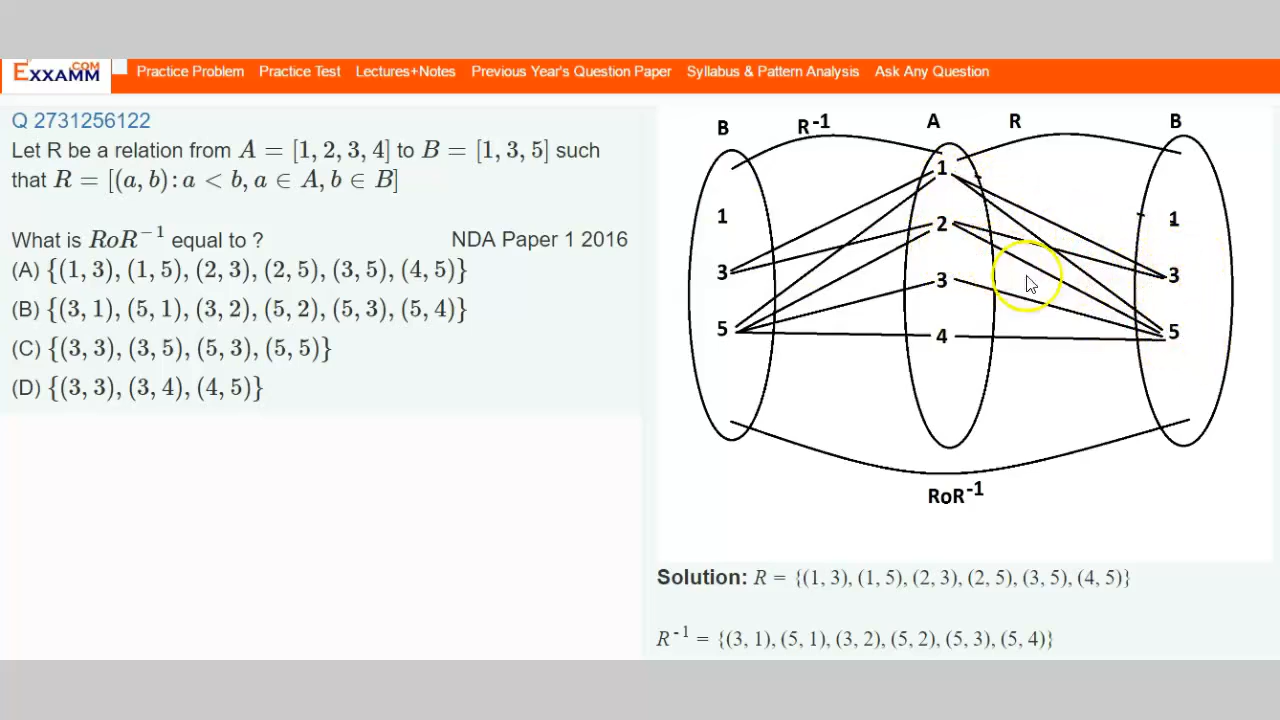 EXXAMM.COM
Practice Problem Practice Test Lectures+Notes Previous Year's Question Paper Syllabus & Pattern Analysis Ask Any Question
Q 2731256122
Let R be a relation from A = [1, 2, 3, 4] to B = [1, 3, 5] such
that R = [(a, b) : a < b, a ∈ A, b ∈ B]
What is RoR⁻¹ equal to ? NDA Paper 1 2016
(A) {(1, 3), (1, 5), (2, 3), (2, 5), (3, 5), (4, 5)}
(B) {(3, 1), (5, 1), (3, 2), (5, 2), (5, 3), (5, 4)}
(C) {(3, 3), (3, 5), (5, 3), (5, 5)}
(D) {(3, 3), (3, 4), (4, 5)}
B R⁻¹ A R B
1
1 2 1
3 3 3
5 4 5
RoR⁻¹
Solution: R = {(1, 3), (1, 5), (2, 3), (2, 5), (3, 5), (4, 5)}
R⁻¹ = {(3, 1), (5, 1), (3, 2), (5, 2), (5, 3), (5, 4)}